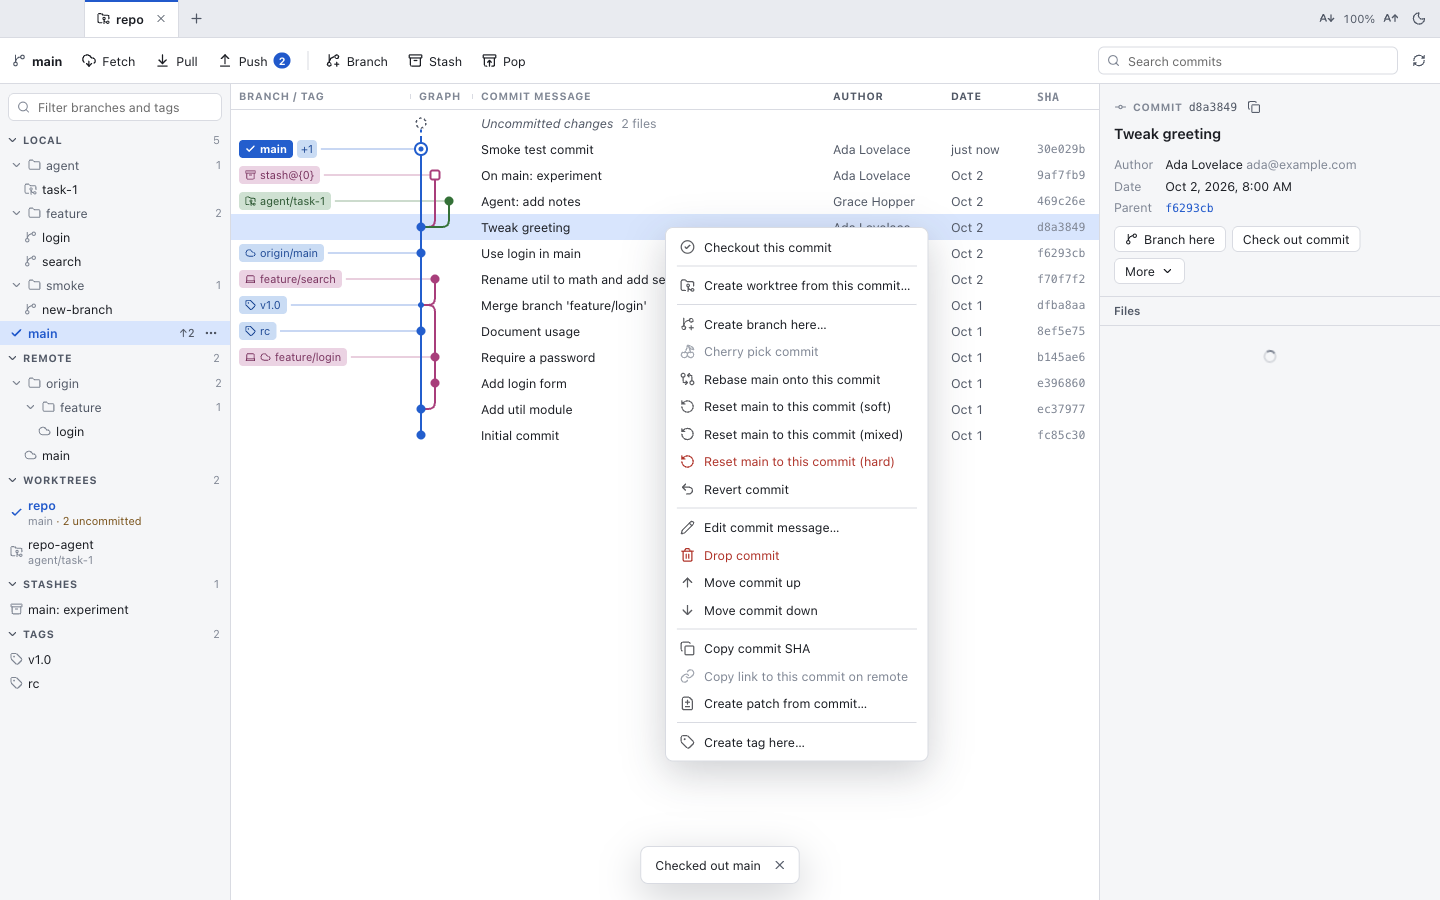 repo
100%
main
Fetch
Pull
Push 2
Branch
Stash
Pop
Search commits
Filter branches and tags
LOCAL 5
agent 1
task-1
feature 2
login
search
smoke 1
new-branch
main ↑2 ...
REMOTE 2
origin 2
feature 1
login
main
WORKTREES 2
repo
main · 2 uncommitted
repo-agent
agent/task-1
STASHES 1
main: experiment
TAGS 2
v1.0
rc
BRANCH / TAG GRAPH COMMIT MESSAGE AUTHOR DATE SHA
Uncommitted changes 2 files
main +1 Smoke test commit Ada Lovelace just now 30e029b
stash@{0} On main: experiment Ada Lovelace Oct 2 9af7fb9
agent/task-1 Agent: add notes Grace Hopper Oct 2 469c26e
Tweak greeting Ada Lovelace Oct 2 d8a3849
origin/main Use login in main Oct 2 f6293cb
feature/search Rename util to math and add se Oct 2 f70f7f2
v1.0 Merge branch 'feature/login' Oct 1 dfba8aa
rc Document usage Oct 1 8ef5e75
feature/login Require a password Oct 1 b145ae6
Add login form Oct 1 e396860
Add util module Oct 1 ec37977
Initial commit Oct 1 fc85c30
Checkout this commit
Create worktree from this commit...
Create branch here...
Cherry pick commit
Rebase main onto this commit
Reset main to this commit (soft)
Reset main to this commit (mixed)
Reset main to this commit (hard)
Revert commit
Edit commit message...
Drop commit
Move commit up
Move commit down
Copy commit SHA
Copy link to this commit on remote
Create patch from commit...
Create tag here...
Checked out main
COMMIT d8a3849
Tweak greeting
Author Ada Lovelace ada@example.com
Date Oct 2, 2026, 8:00 AM
Parent f6293cb
Branch here
Check out commit
More
Files